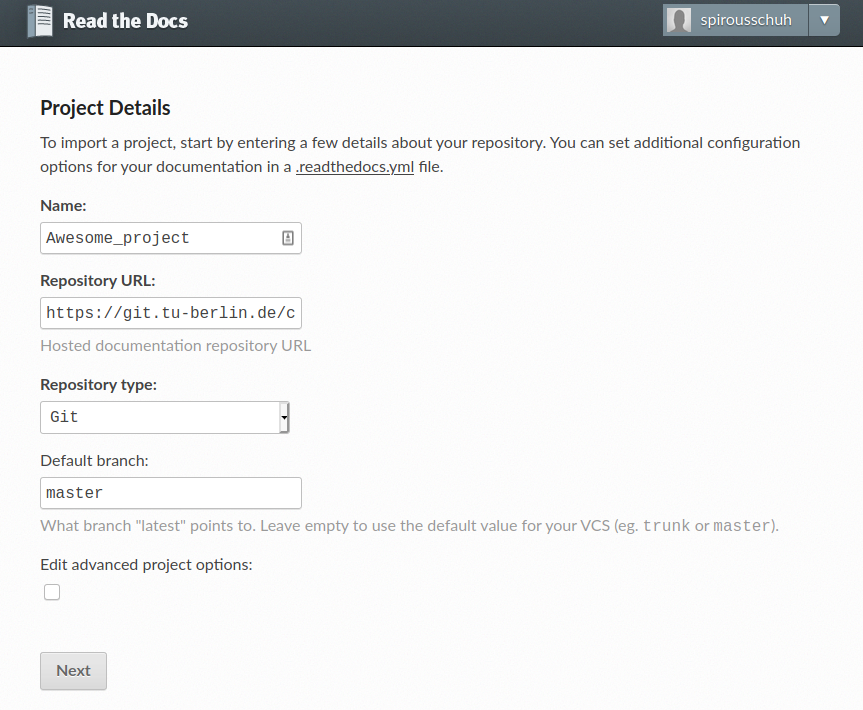 Read the Docs
spirousschuh
Project Details
To import a project, start by entering a few details about your repository. You can set additional configuration
options for your documentation in a .readthedocs.yml file.
Name:
Awesome_project
Repository URL:
https://git.tu-berlin.de/c
Hosted documentation repository URL
Repository type:
Git
Default branch:
master
What branch "latest" points to. Leave empty to use the default value for your VCS (eg. trunk or master).
Edit advanced project options:
Next